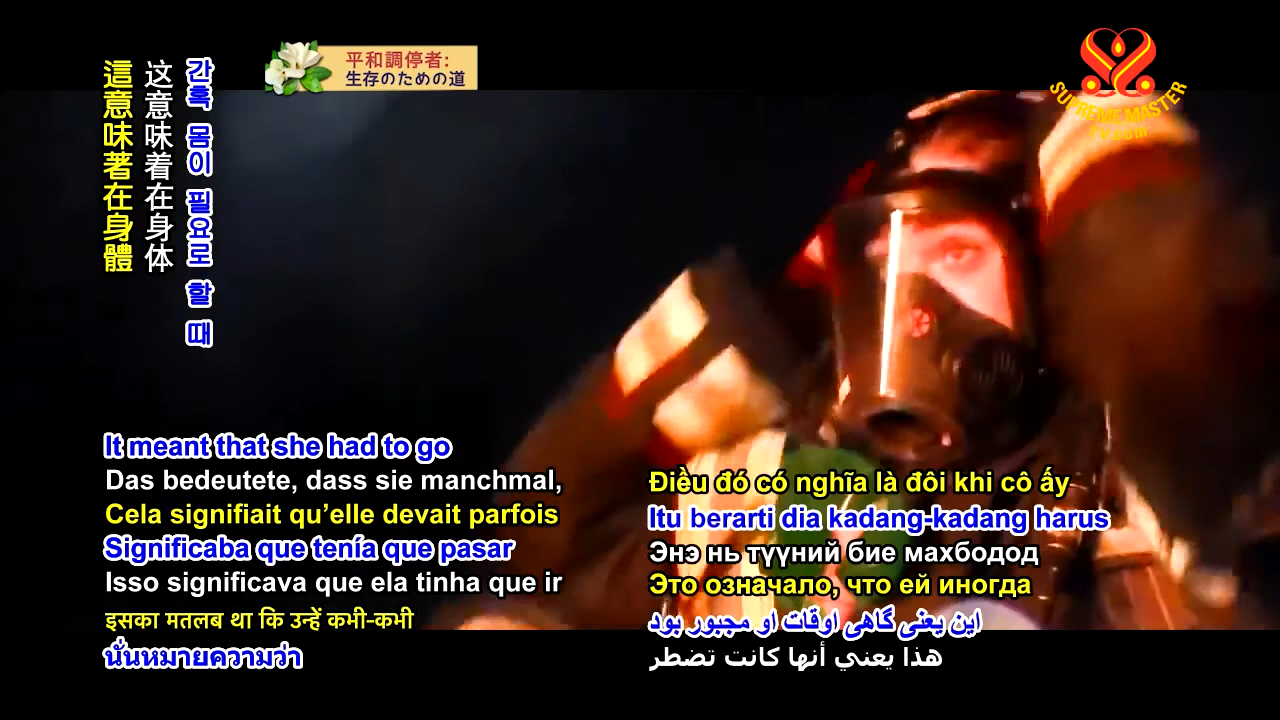 平和調停者:
生存のための道
SUPREME MASTER
TV.com
這意味著在身體
这意味着在身体
간혹 몸이 필요로 할 때
It meant that she had to go
Das bedeutete, dass sie manchmal,
Cela signifiait qu’elle devait parfois
Significaba que tenía que pasar
Isso significava que ela tinha que ir
इसका मतलब था कि उन्हें कभी-कभी
นั่นหมายความว่า
Điều đó có nghĩa là đôi khi cô ấy
Itu berarti dia kadang-kadang harus
Энэ нь түүний бие махбодод
Это означало, что ей иногда
این یعنی گاهی اوقات او مجبور بود
هذا يعني أنها كانت تضطر